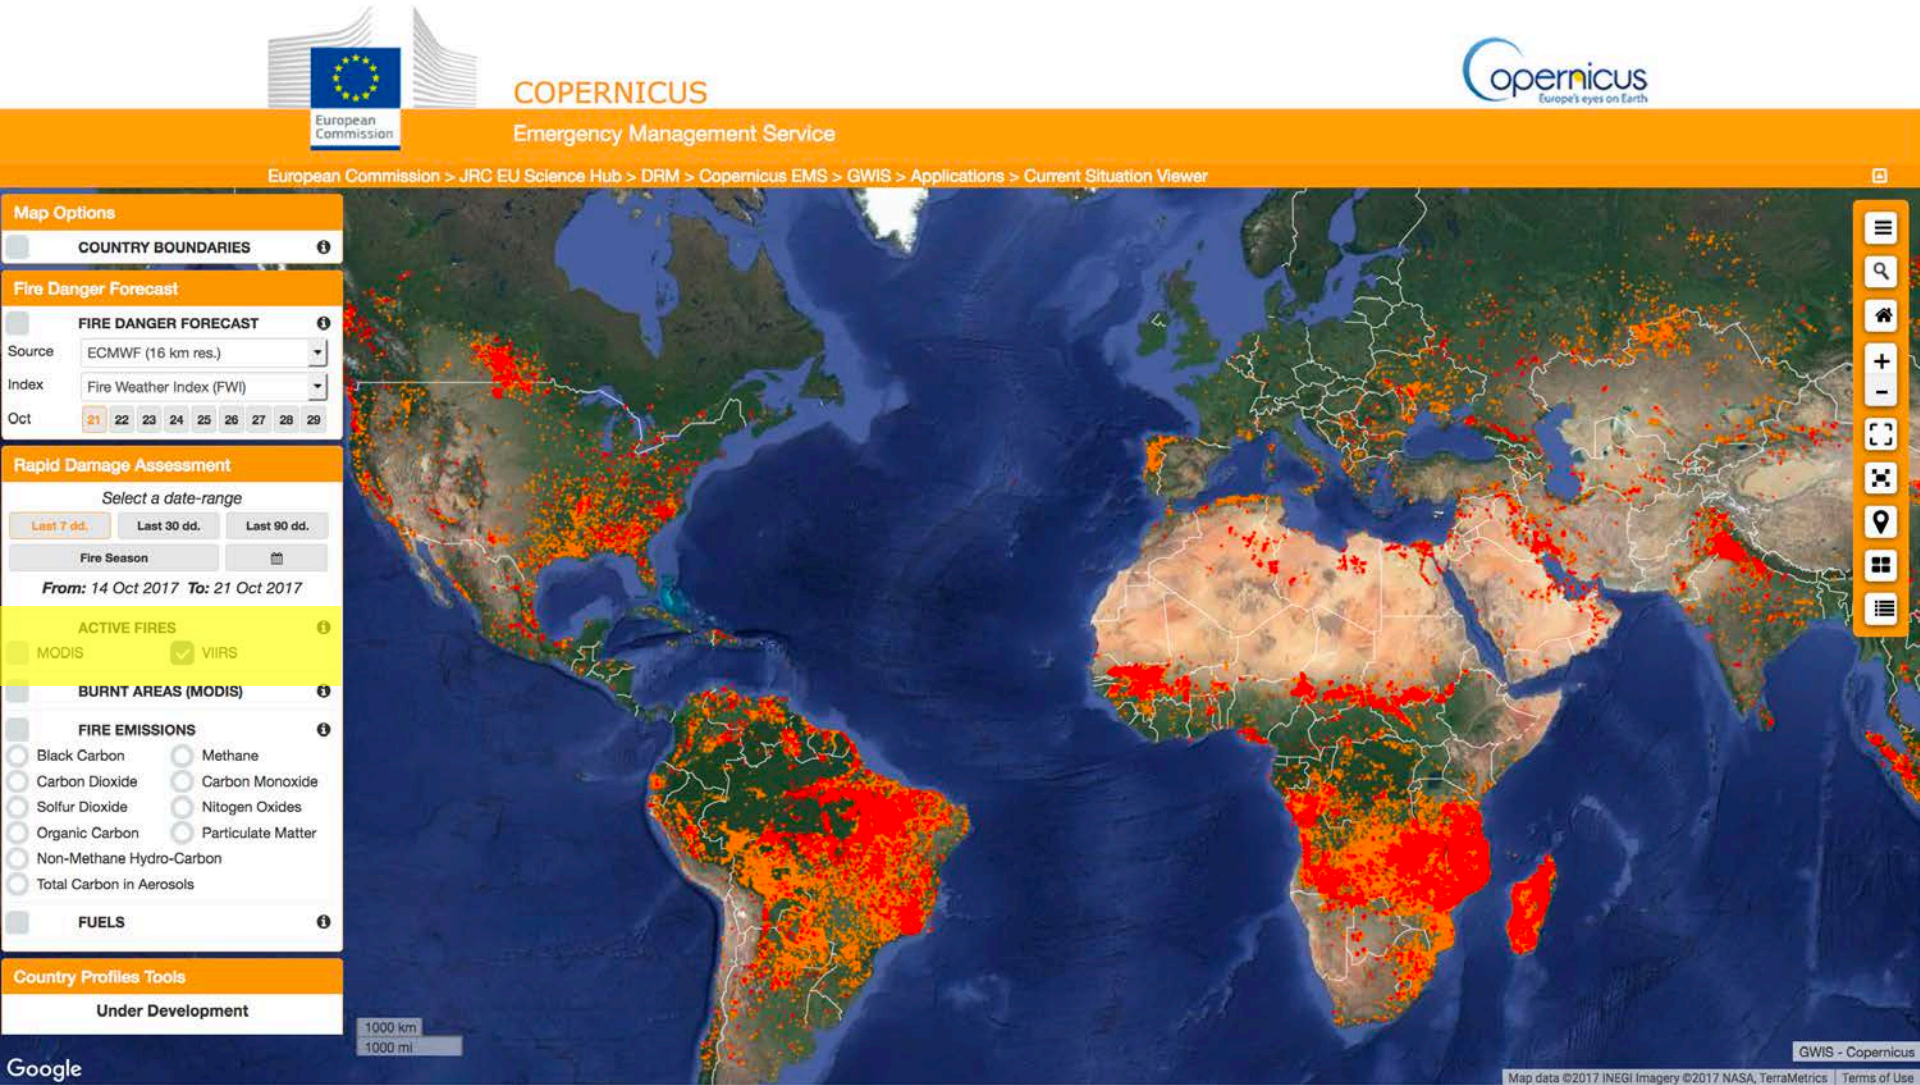 European
Commission
COPERNICUS
Emergency Management Service
Copernicus
Europe's eyes on Earth
European Commission > JRC EU Science Hub > DRM > Copernicus EMS > GWIS > Applications > Current Situation Viewer
Map Options
COUNTRY BOUNDARIES
Fire Danger Forecast
FIRE DANGER FORECAST
Source ECMWF (16 km res.)
Index Fire Weather Index (FWI)
Oct 21 22 23 24 25 26 27 28 29
Rapid Damage Assessment
Select a date-range
Last 7 dd. Last 30 dd. Last 90 dd.
Fire Season
From: 14 Oct 2017 To: 21 Oct 2017
ACTIVE FIRES
MODIS VIIRS
BURNT AREAS (MODIS)
FIRE EMISSIONS
Black Carbon Methane
Carbon Dioxide Carbon Monoxide
Solfur Dioxide Nitogen Oxides
Organic Carbon Particulate Matter
Non-Methane Hydro-Carbon
Total Carbon in Aerosols
FUELS
Country Profiles Tools
Under Development
1000 km
1000 mi
Google
GWIS - Copernicus
Map data ©2017 INEGI Imagery ©2017 NASA, TerraMetrics Terms of Use